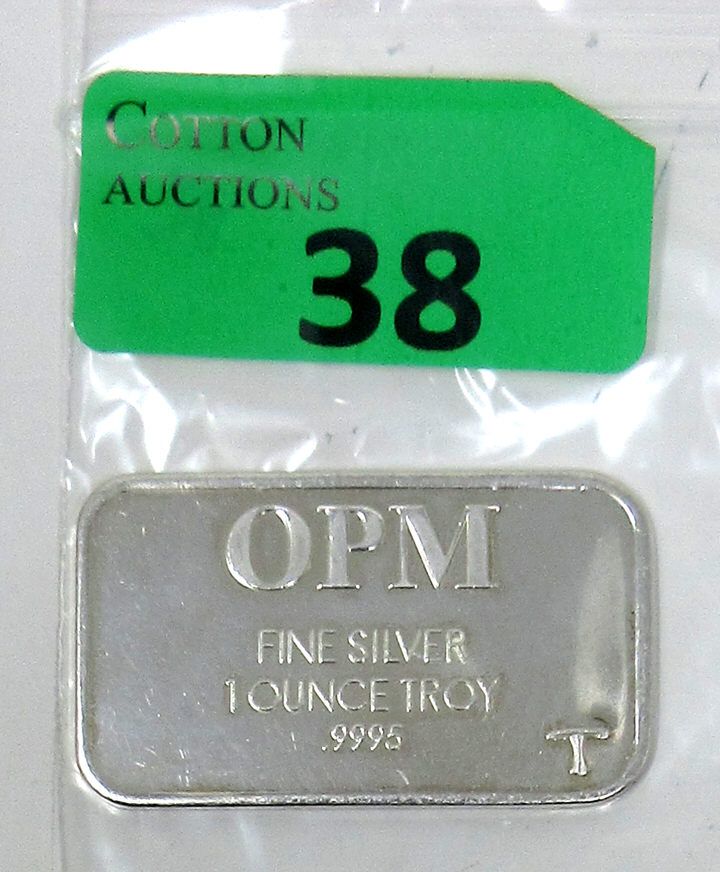 COTTON
AUCTIONS
38
OPM
FINE SILVER
1 OUNCE TROY
.9995
T